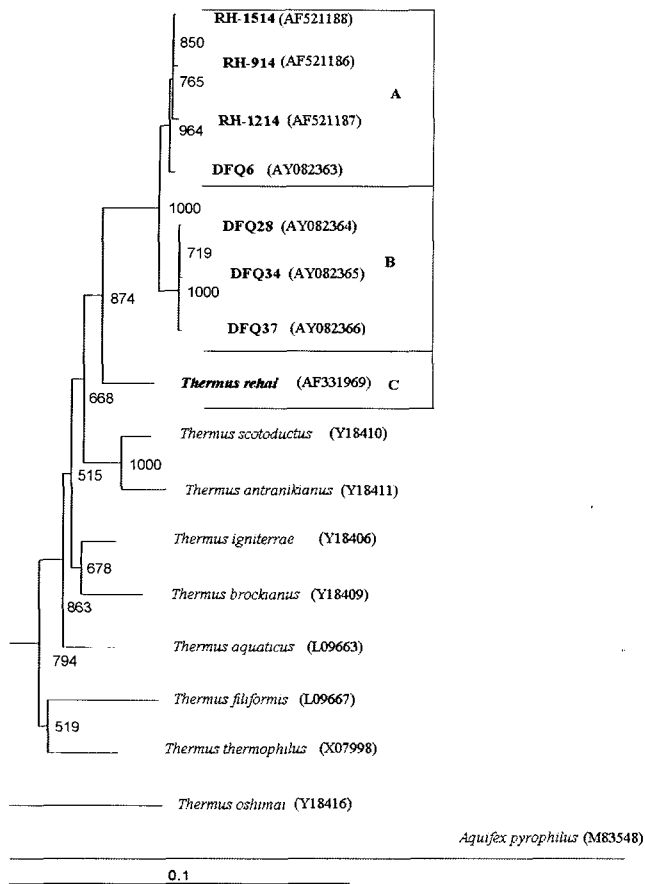 RH-1514 (AF521188)
850
RH-914 (AF521186)
765
A
964
RH-1214 (AF521187)
DFQ6 (AY082363)
1000
DFQ28 (AY082364)
719
B
DFQ34 (AY082365)
1000
874
DFQ37 (AY082366)
Thermus rehai (AF331969) C
668
Thermus scotoductus (Y18410)
1000
515
Thermus antranikianus (Y18411)
Thermus igniterrae (Y18406)
678
Thermus brockianus (Y18409)
863
Thermus aquaticus (L09663)
794
Thermus filiformis (L09667)
519
Thermus thermophilus (X07998)
Thermus oshimai (Y18416)
Aquifex pyrophilus (M83548)
0.1